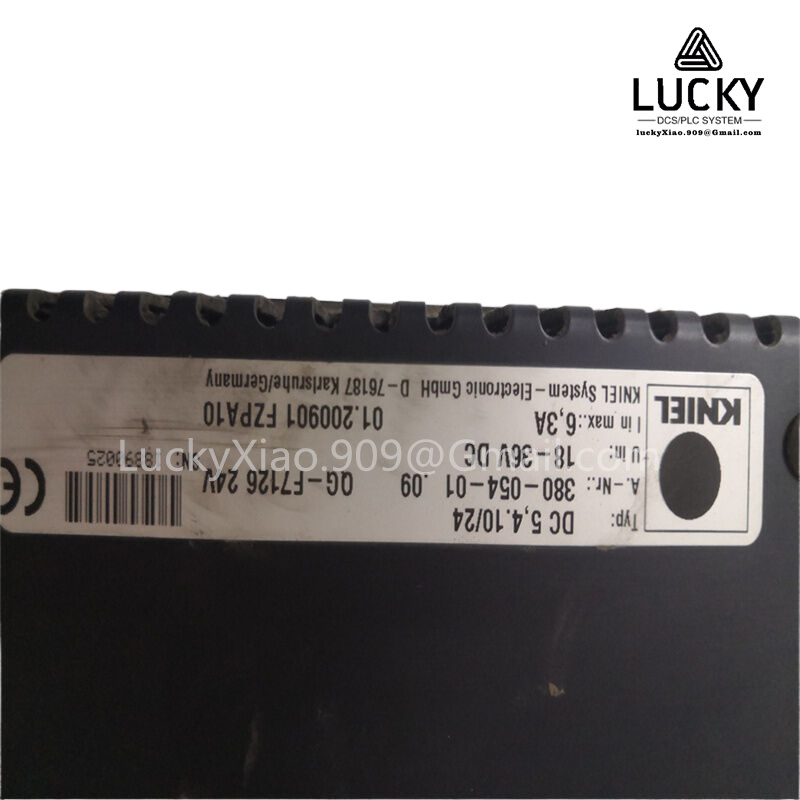 LUCKY
DCS/PLC SYSTEM
luckyXiao.909@Gmail.com
KNIEL
Typ: DC 5,4.10/24
A.-Nr.: 380-054-01 .09 QG-F7126 24V
U in: 18-36V DC
I in max.: 6,3A 01.200901 FZPA10
KNIEL System-Electronic GmbH D-76187 Karlsruhe/Germany
CE
LuckyXiao.909@Gmail.com